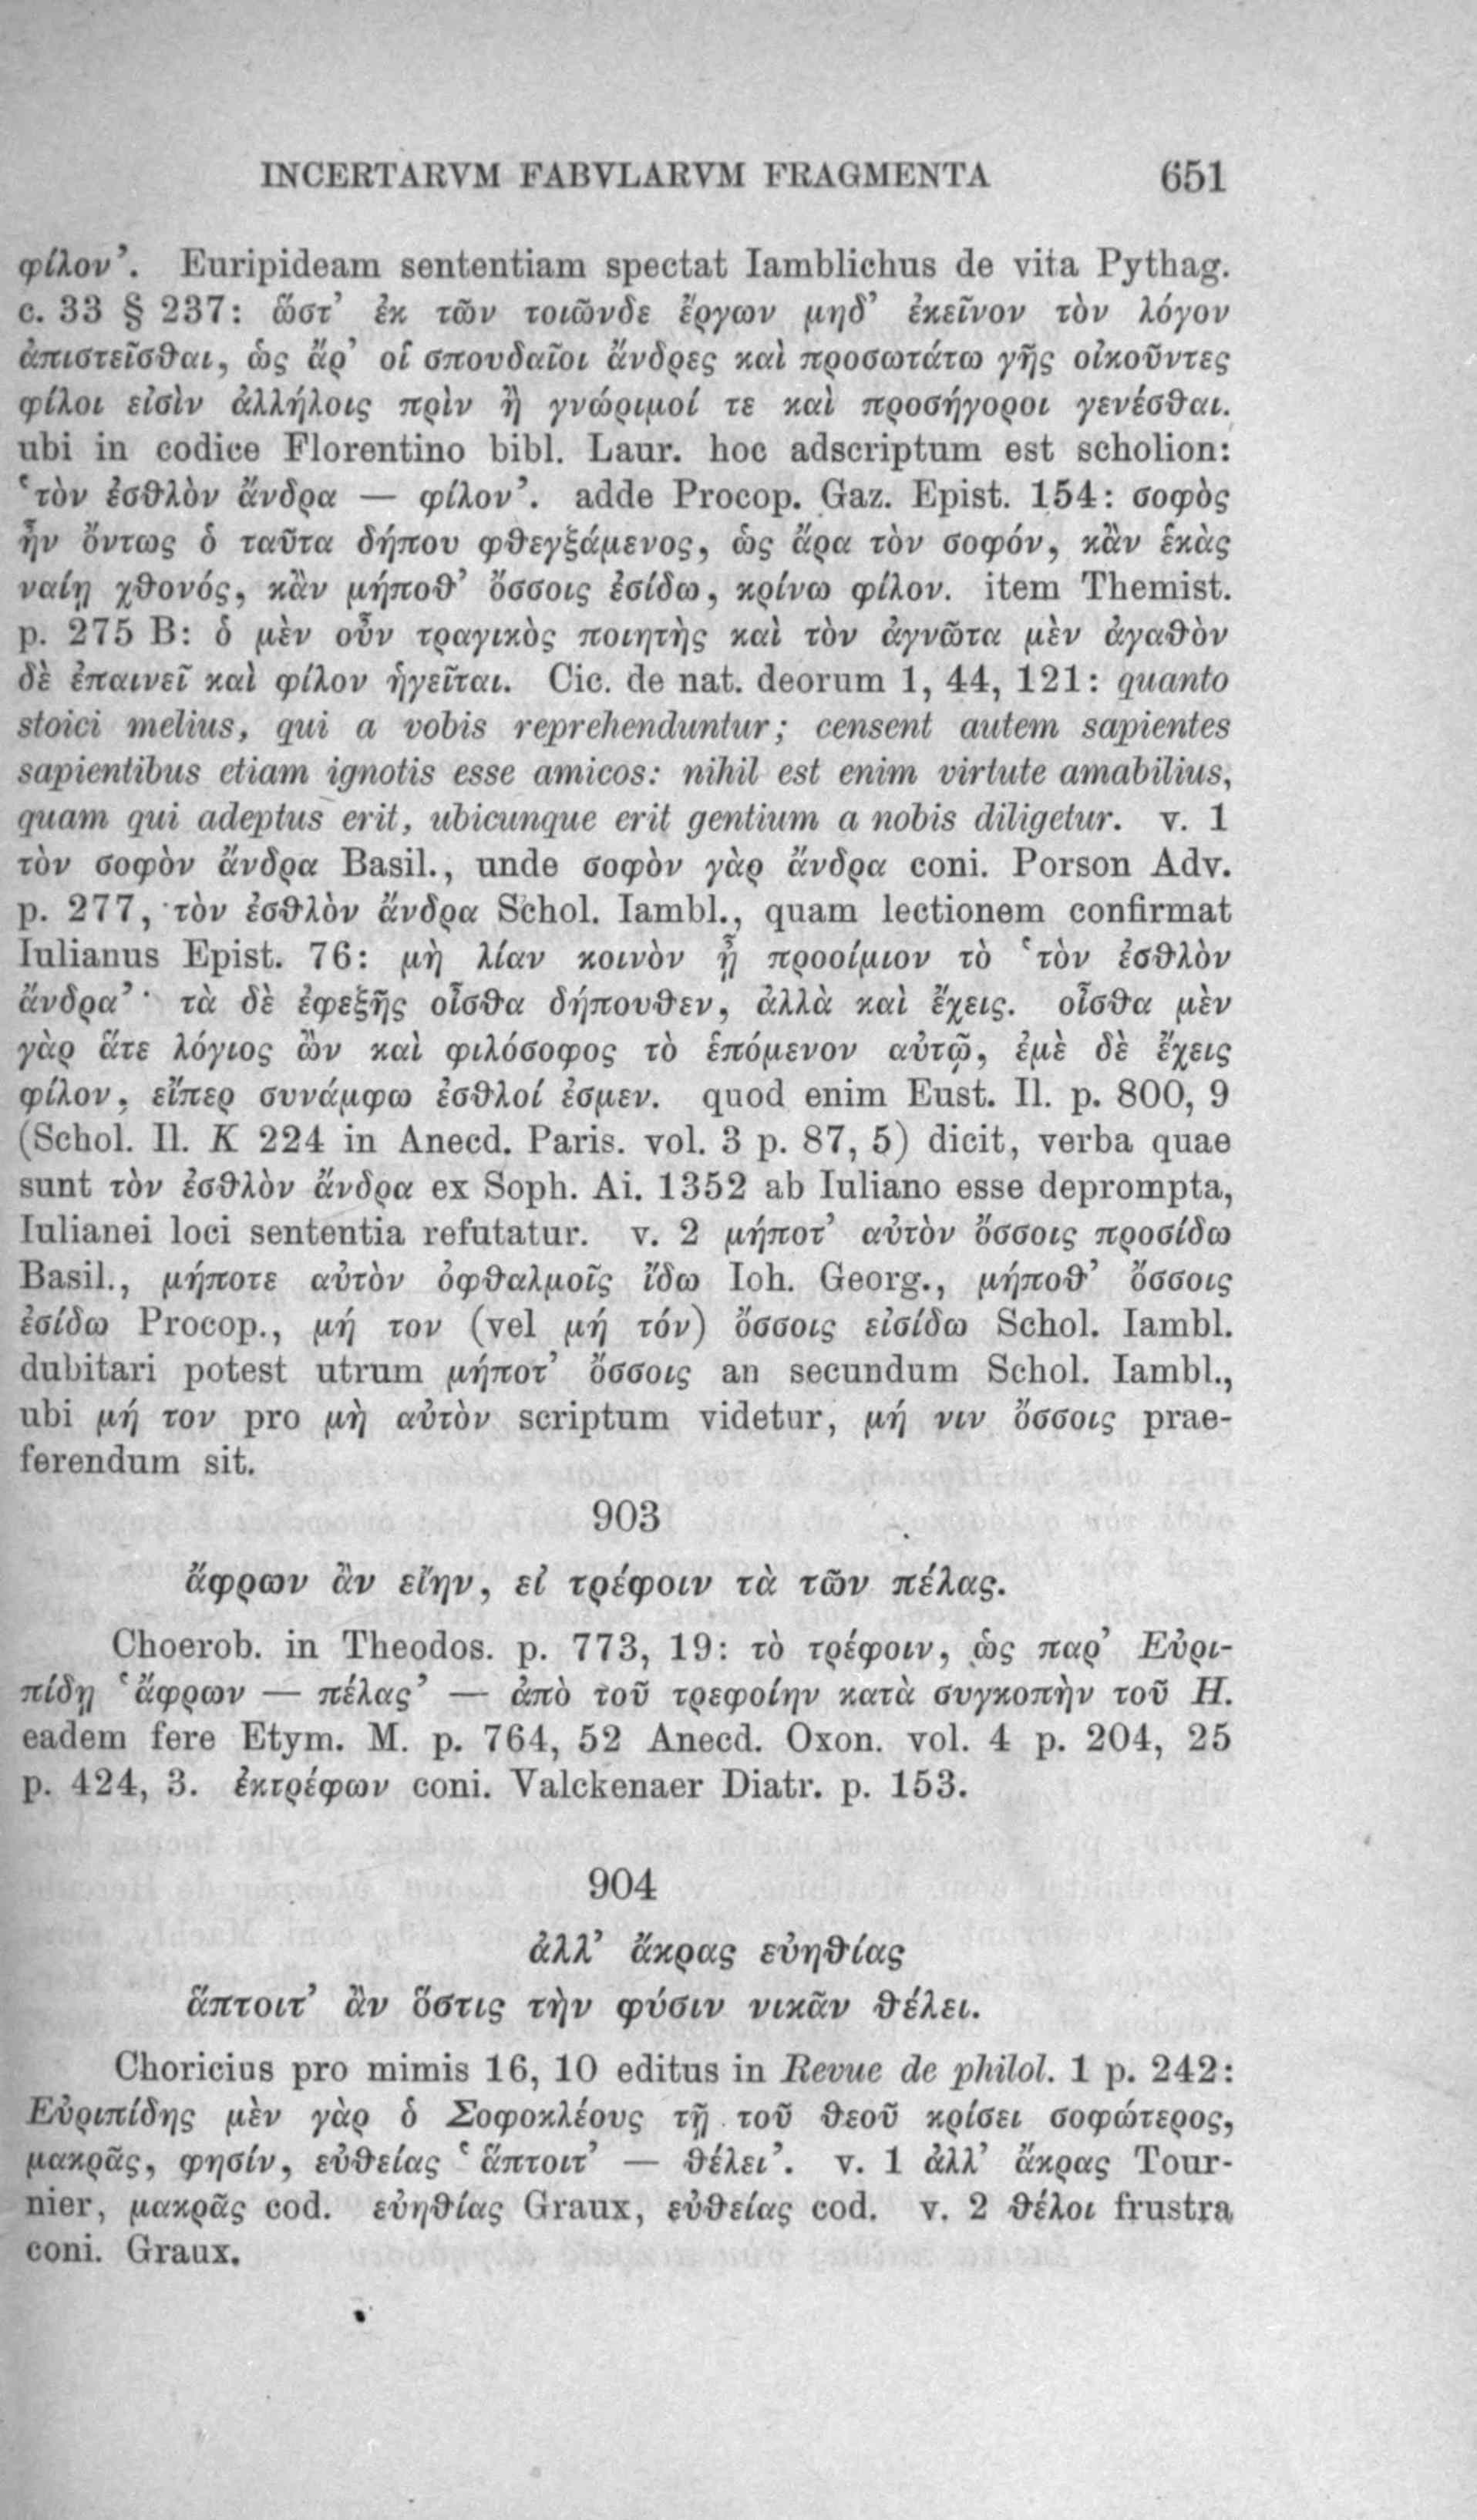 INCERTARVM FABVLARVM FRAGMENTA 651
φίλον’. Euripideam sententiam spectat Iamblichus de vita Pythag.
c. 33 § 237: ὥστ’ ἐκ τῶν τοιῶνδε ἔργων μηδ’ ἐκεῖνον τὸν λόγον
ἀπιστεῖσθαι, ὡς ἄρ’ οἱ σπουδαῖοι ἄνδρες καὶ προσωτάτω γῆς οἰκοῦντες
φίλοι εἰσὶν ἀλλήλοις πρὶν ἢ γνώριμοί τε καὶ προσήγοροι γενέσθαι.
ubi in codice Florentino bibl. Laur. hoc adscriptum est scholion:
‘τὸν ἐσθλὸν ἄνδρα — φίλον’. adde Procop. Gaz. Epist. 154: σοφὸς
ἦν ὄντως ὁ ταῦτα δήπου φθεγξάμενος, ὡς ἄρα τὸν σοφόν, κἂν ἑκὰς
ναίῃ χθονός, κἂν μήποθ’ ὄσσοις ἐσίδω, κρίνω φίλον. item Themist.
p. 275 B: ὁ μὲν οὖν τραγικὸς ποιητὴς καὶ τὸν ἀγνῶτα μὲν ἀγαθὸν
δὲ ἐπαινεῖ καὶ φίλον ἡγεῖται. Cic. de nat. deorum 1, 44, 121: quanto
stoici melius, qui a vobis reprehenduntur; censent autem sapientes
sapientibus etiam ignotis esse amicos: nihil est enim virtute amabilius,
quam qui adeptus erit, ubicunque erit gentium a nobis diligetur. v. 1
τὸν σοφὸν ἄνδρα Basil., unde σοφὸν γὰρ ἄνδρα coni. Porson Adv.
p. 277, τὸν ἐσθλὸν ἄνδρα Schol. Iambl., quam lectionem confirmat
Iulianus Epist. 76: μὴ λίαν κοινὸν ᾖ προοίμιον τὸ ‘τὸν ἐσθλὸν
ἄνδρα’· τὰ δὲ ἐφεξῆς οἶσθα δήπουθεν, ἀλλὰ καὶ ἔχεις. οἶσθα μὲν
γὰρ ἅτε λόγιος ὢν καὶ φιλόσοφος τὸ ἑπόμενον αὐτῷ, ἐμὲ δὲ ἔχεις
φίλον, εἴπερ συνάμφω ἐσθλοί ἐσμεν. quod enim Eust. Il. p. 800, 9
(Schol. Il. K 224 in Anecd. Paris. vol. 3 p. 87, 5) dicit, verba quae
sunt τὸν ἐσθλὸν ἄνδρα ex Soph. Ai. 1352 ab Iuliano esse deprompta,
Iulianei loci sententia refutatur. v. 2 μήποτ’ αὐτὸν ὄσσοις προσίδω
Basil., μήποτε αὐτὸν ὀφθαλμοῖς ἴδω Ioh. Georg., μήποθ’ ὄσσοις
ἐσίδω Procop., μή τον (vel μή τόν) ὄσσοις εἰσίδω Schol. Iambl.
dubitari potest utrum μήποτ’ ὄσσοις an secundum Schol. Iambl.,
ubi μή τον pro μὴ αὐτὸν scriptum videtur, μή νιν ὄσσοις prae-
ferendum sit.
903
ἄφρων ἂν εἴην, εἰ τρέφοιν τὰ τῶν πέλας.
Choerob. in Theodos. p. 773, 19: τὸ τρέφοιν, ὡς παρ’ Εὐρι-
πίδῃ ‘ἄφρων — πέλας’ — ἀπὸ τοῦ τρεφοίην κατὰ συγκοπὴν τοῦ Η.
eadem fere Etym. M. p. 764, 52 Anecd. Oxon. vol. 4 p. 204, 25
p. 424, 3. ἐκτρέφων coni. Valckenaer Diatr. p. 153.
904
ἀλλ’ ἄκρας εὐηθίας
ἅπτοιτ’ ἂν ὅστις τὴν φύσιν νικᾶν θέλει.
Choricius pro mimis 16, 10 editus in Revue de philol. 1 p. 242:
Εὐριπίδης μὲν γὰρ ὁ Σοφοκλέους τῇ τοῦ θεοῦ κρίσει σοφώτερος,
μακρᾶς, φησίν, εὐθείας ‘ἅπτοιτ’ — θέλει’. v. 1 ἀλλ’ ἄκρας Tour-
nier, μακρᾶς cod. εὐηθίας Graux, εὐθείας cod. v. 2 θέλοι frustra
coni. Graux.